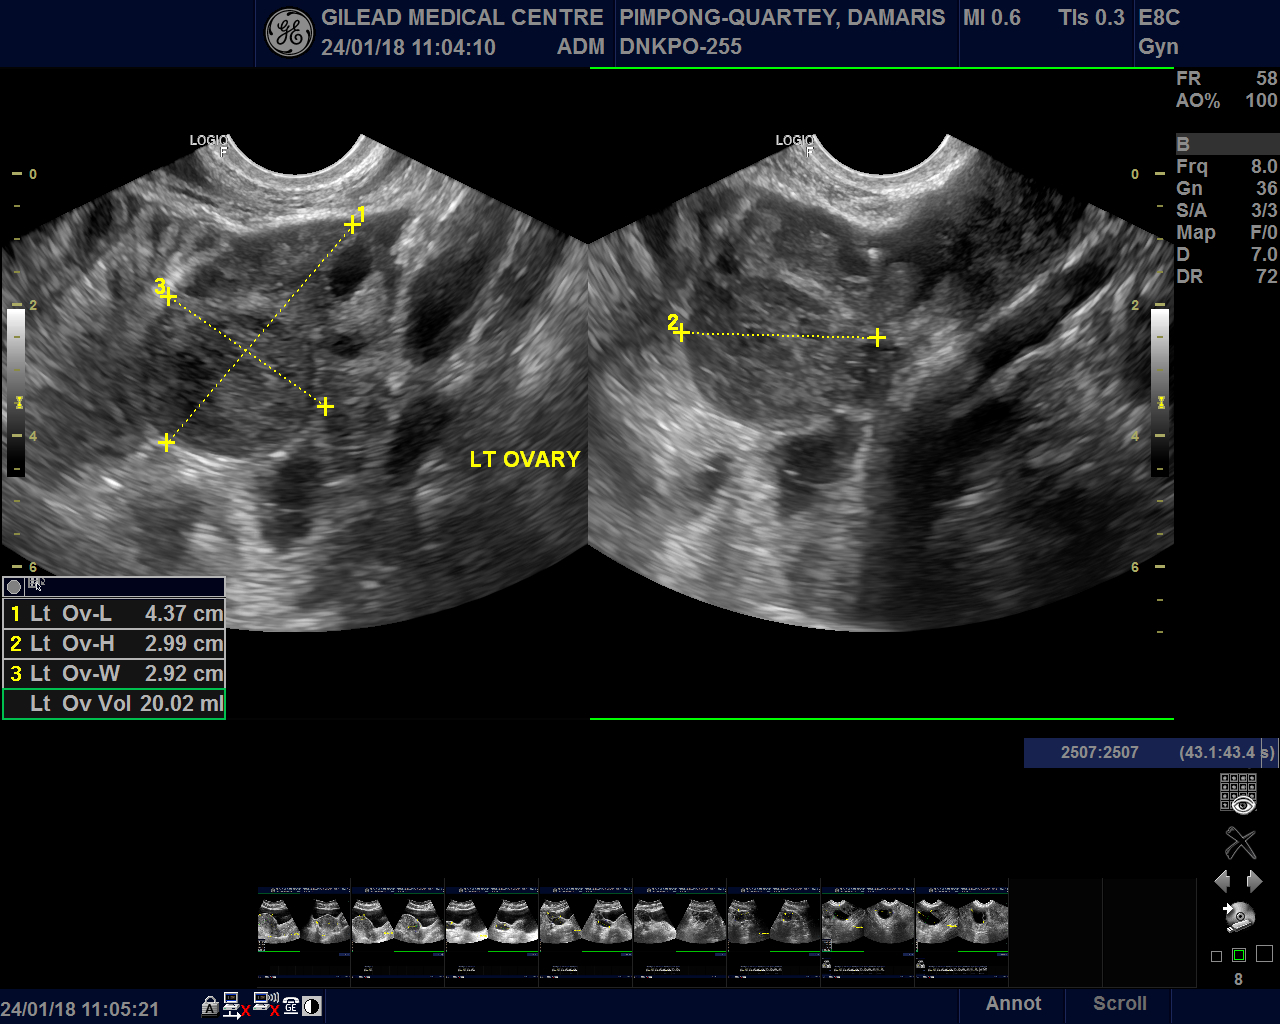 GILEAD MEDICAL CENTRE
24/01/18 11:04:10 ADM
PIMPONG-QUARTEY, DAMARIS
DNKPO-255
MI 0.6 TIs 0.3
E8C
Gyn
FR 58
AO% 100
B
Frq 8.0
Gn 36
S/A 3/3
Map F/0
D 7.0
DR 72
LOGIQ
F
LOGIQ
F
0
2
4
6
0
2
4
6
1
3
2
LT OVARY
1 Lt Ov-L 4.37 cm
2 Lt Ov-H 2.99 cm
3 Lt Ov-W 2.92 cm
Lt Ov Vol 20.02 ml
2507:2507 (43.1:43.4 s)
8
24/01/18 11:05:21
A
GE
Annot
Scroll